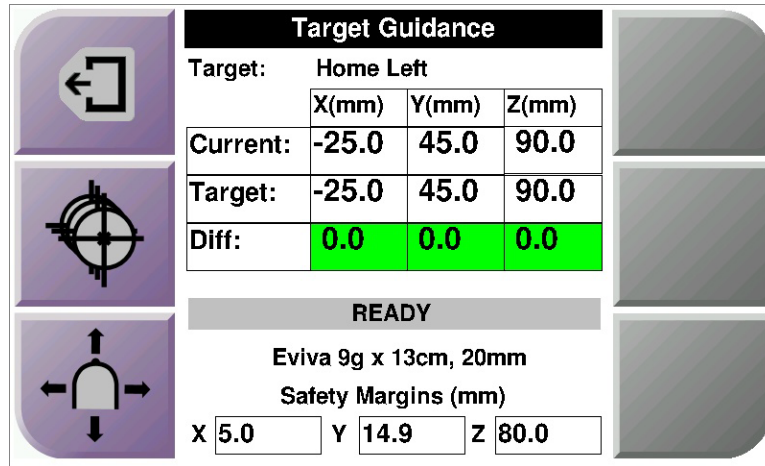 Target Guidance
Target: Home Left
X(mm) Y(mm) Z(mm)
Current: -25.0 45.0 90.0
Target: -25.0 45.0 90.0
Diff: 0.0 0.0 0.0
READY
Eviva 9g x 13cm, 20mm
Safety Margins (mm)
X 5.0 Y 14.9 Z 80.0